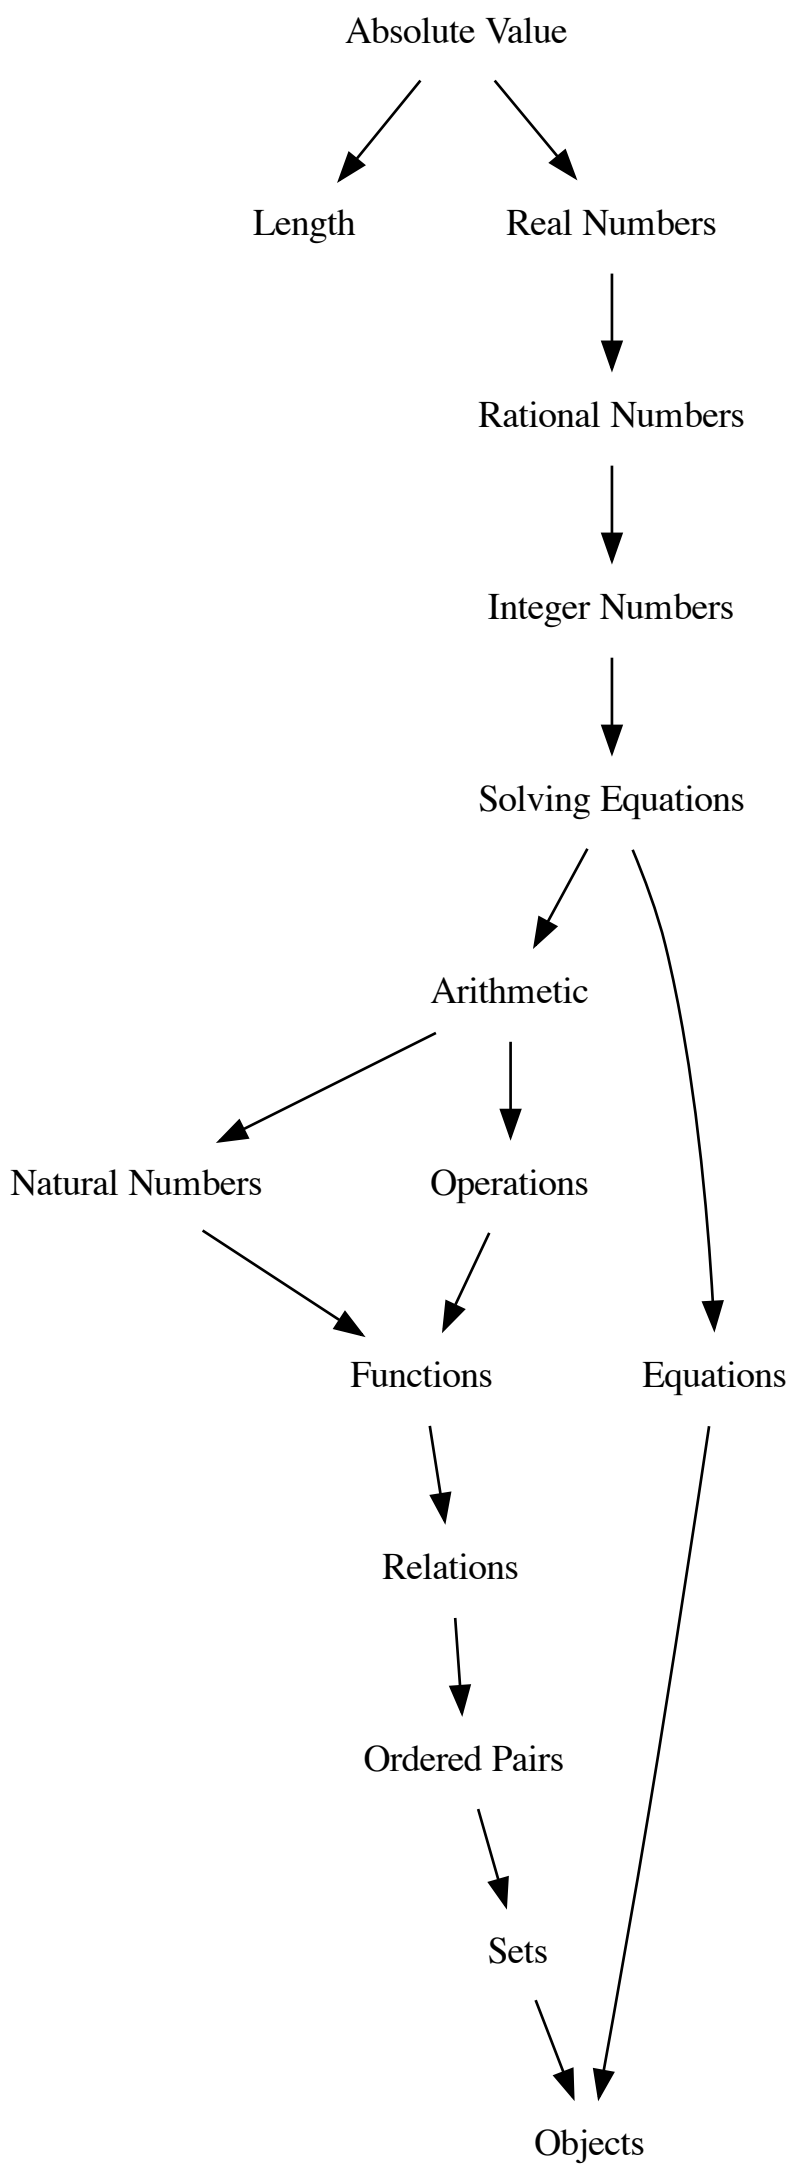 Absolute Value
Length
Real Numbers
Rational Numbers
Integer Numbers
Solving Equations
Arithmetic
Natural Numbers
Operations
Functions
Equations
Relations
Ordered Pairs
Sets
Objects